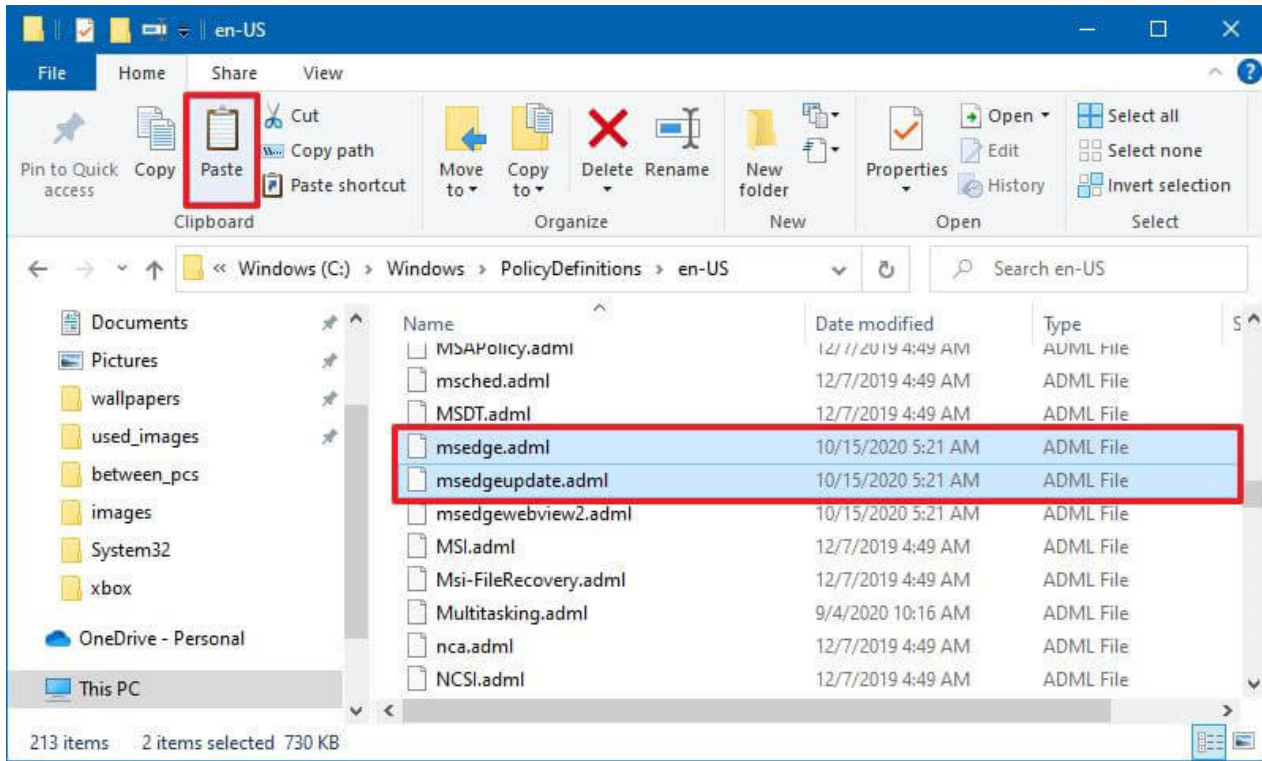 en-US
File Home Share View
Pin to Quick access
Copy
Paste
Cut
Copy path
Paste shortcut
Clipboard
Move to
Copy to
Delete
Rename
Organize
New folder
New
Properties
Open
Edit
History
Open
Select all
Select none
Invert selection
Select
« Windows (C:) › Windows › PolicyDefinitions › en-US
Search en-US
Documents
Pictures
wallpapers
used_images
between_pcs
images
System32
xbox
OneDrive - Personal
This PC
Name Date modified Type S
MSAPolicy.adml 12/7/2019 4:49 AM ADML File
msched.adml 12/7/2019 4:49 AM ADML File
MSDT.adml 12/7/2019 4:49 AM ADML File
msedge.adml 10/15/2020 5:21 AM ADML File
msedgeupdate.adml 10/15/2020 5:21 AM ADML File
msedgewebview2.adml 10/15/2020 5:21 AM ADML File
MSI.adml 12/7/2019 4:49 AM ADML File
Msi-FileRecovery.adml 12/7/2019 4:49 AM ADML File
Multitasking.adml 9/4/2020 10:16 AM ADML File
nca.adml 12/7/2019 4:49 AM ADML File
NCSI.adml 12/7/2019 4:49 AM ADML File
213 items 2 items selected 730 KB